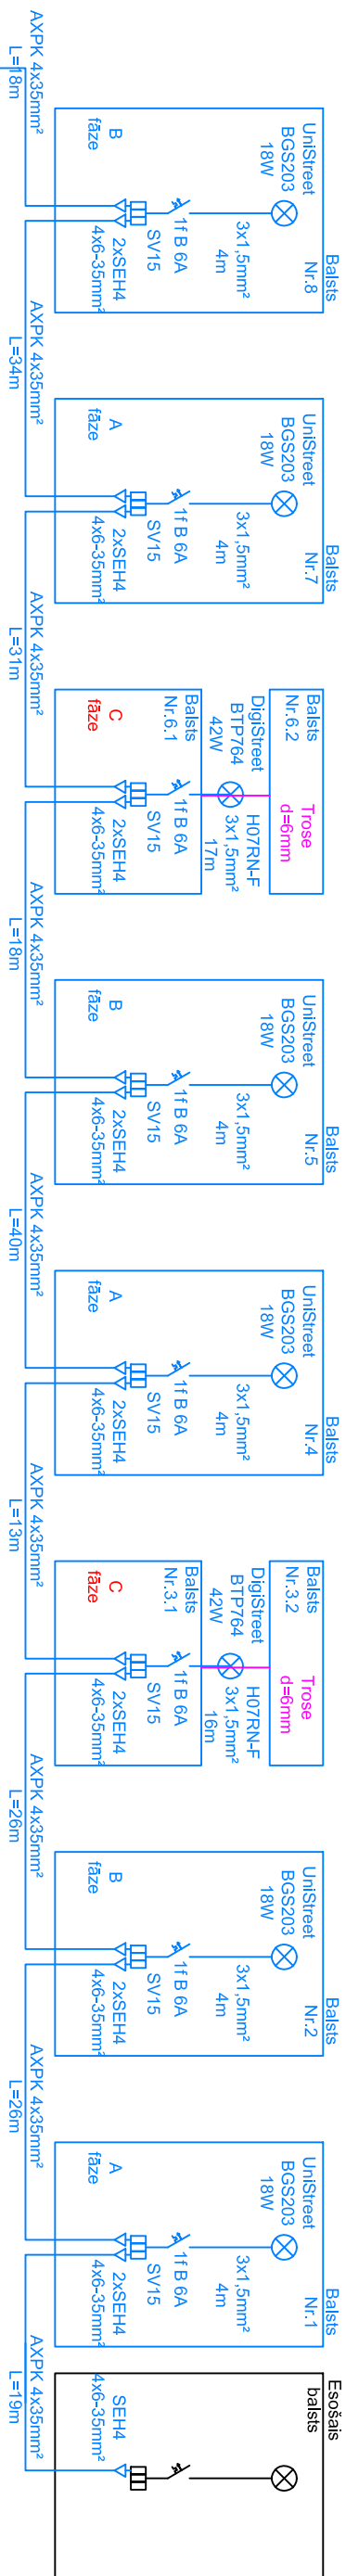 AXPK 4x35mm²
L=18m
Balsts
Nr.8
UniStreet
BGS203
18W
3x1,5mm²
4m
1f B 6A
SV15
2xSEH4
4x6-35mm²
B
fāze
AXPK 4x35mm²
L=34m
Balsts
Nr.7
UniStreet
BGS203
18W
3x1,5mm²
4m
1f B 6A
SV15
2xSEH4
4x6-35mm²
A
fāze
AXPK 4x35mm²
L=31m
Balsts
Nr.6.2
Trose
d=6mm
DigiStreet
BTP764
42W
H07RN-F
3x1,5mm²
17m
Balsts
Nr.6.1
1f B 6A
SV15
2xSEH4
4x6-35mm²
C
fāze
AXPK 4x35mm²
L=18m
Balsts
Nr.5
UniStreet
BGS203
18W
3x1,5mm²
4m
1f B 6A
SV15
2xSEH4
4x6-35mm²
B
fāze
AXPK 4x35mm²
L=40m
Balsts
Nr.4
UniStreet
BGS203
18W
3x1,5mm²
4m
1f B 6A
SV15
2xSEH4
4x6-35mm²
A
fāze
AXPK 4x35mm²
L=13m
Balsts
Nr.3.2
Trose
d=6mm
DigiStreet
BTP764
42W
H07RN-F
3x1,5mm²
16m
Balsts
Nr.3.1
1f B 6A
SV15
2xSEH4
4x6-35mm²
C
fāze
AXPK 4x35mm²
L=26m
Balsts
Nr.2
UniStreet
BGS203
18W
3x1,5mm²
4m
1f B 6A
SV15
2xSEH4
4x6-35mm²
B
fāze
AXPK 4x35mm²
L=26m
Balsts
Nr.1
UniStreet
BGS203
18W
3x1,5mm²
4m
1f B 6A
SV15
2xSEH4
4x6-35mm²
A
fāze
AXPK 4x35mm²
L=19m
Esošais
balsts
SEH4
4x6-35mm²